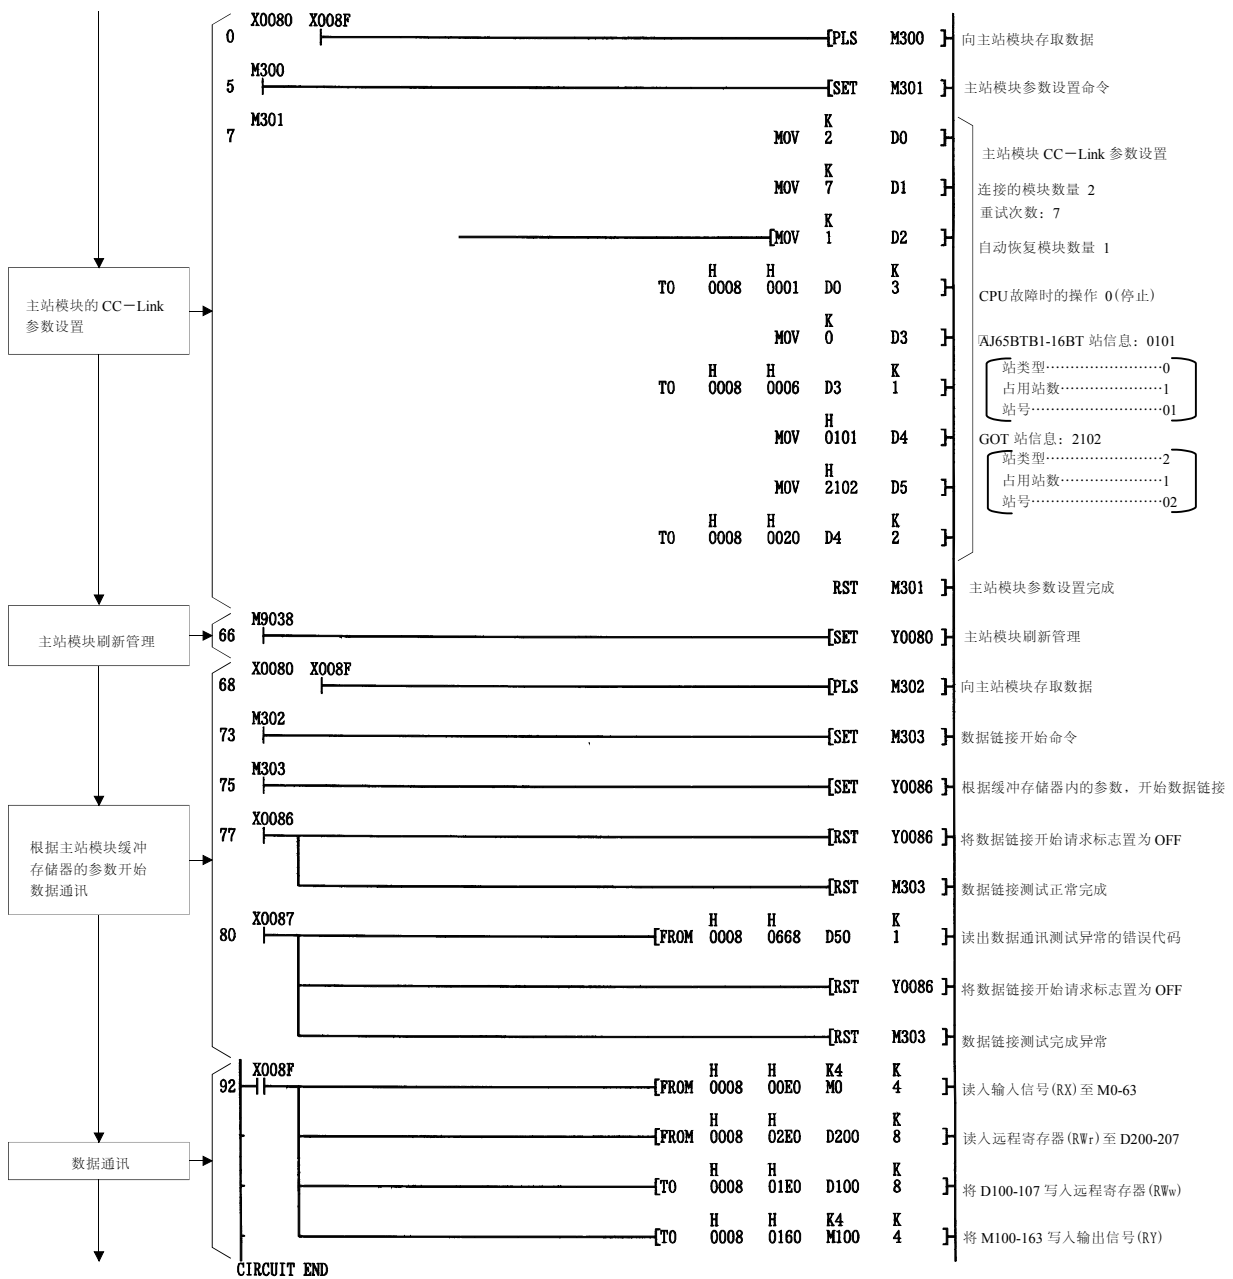 X0080 X008F
0 [PLS M300 ] 向主站模块存取数据
M300
5 [SET M301 ] 主站模块参数设置命令
M301 K
7 MOV 2 D0 ]
主站模块 CC－Link 参数设置
K
MOV 7 D1 ] 连接的模块数量 2
重试次数：7
K
[MOV 1 D2 ] 自动恢复模块数量 1
H H K
TO 0008 0001 D0 3 ] CPU故障时的操作 0(停止)
主站模块的 CC－Link
参数设置
K
MOV 0 D3 ] AJ65BTB1-16BT 站信息：0101
站类型……………………0
H H K
TO 0008 0006 D3 1 ] 占用站数…………………1
站号………………………01
H
MOV 0101 D4 ] GOT 站信息：2102
站类型……………………2
H
MOV 2102 D5 ] 占用站数…………………1
站号………………………02
H H K
TO 0008 0020 D4 2 ]
RST M301 ] 主站模块参数设置完成
M9038
主站模块刷新管理 66 [SET Y0080 ] 主站模块刷新管理
X0080 X008F
68 [PLS M302 ] 向主站模块存取数据
M302
73 [SET M303 ] 数据链接开始命令
M303
75 [SET Y0086 ] 根据缓冲存储器内的参数，开始数据链接
X0086
77 [RST Y0086 ] 将数据链接开始请求标志置为 OFF
根据主站模块缓冲
存储器的参数开始
数据通讯
[RST M303 ] 数据链接测试正常完成
X0087 H H K
80 [FROM 0008 0668 D50 1 ] 读出数据通讯测试异常的错误代码
[RST Y0086 ] 将数据链接开始请求标志置为 OFF
[RST M303 ] 数据链接测试完成异常
X008F H H K4 K
92 [FROM 0008 00E0 M0 4 ] 读入输入信号(RX)至 M0-63
H H K
[FROM 0008 02E0 D200 8 ] 读入远程寄存器(RWr)至 D200-207
数据通讯
H H K
[TO 0008 01E0 D100 8 ] 将 D100-107 写入远程寄存器(RWw)
H H K4 K
[TO 0008 0160 M100 4 ] 将 M100-163 写入输出信号(RY)
CIRCUIT END